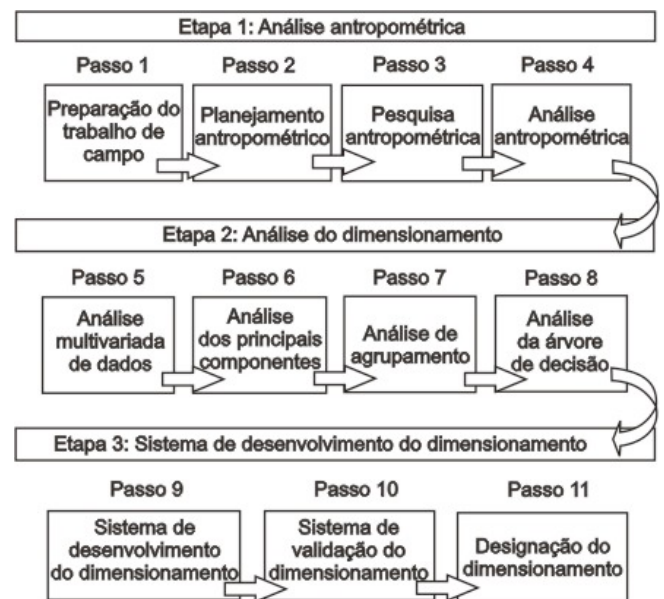 Etapa 1: Análise antropométrica
Passo 1
Passo 2
Passo 3
Passo 4
Preparação do
trabalho de
campo
Planejamento
antropométrico
Pesquisa
antropométrica
Análise
antropométrica
Etapa 2: Análise do dimensionamento
Passo 5
Passo 6
Passo 7
Passo 8
Análise
multivariada
de dados
Análise
dos principais
componentes
Análise de
agrupamento
Análise
da árvore
de decisão
Etapa 3: Sistema de desenvolvimento do dimensionamento
Passo 9
Passo 10
Passo 11
Sistema de
desenvolvimento
do dimensionamento
Sistema de
validação do
dimensionamento
Designação do
dimensionamento